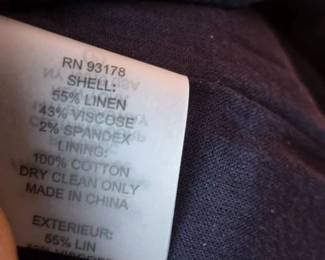 RN 93178
SHELL:
55% LINEN
43% VISCOSE
2% SPANDEX
LINING:
100% COTTON
DRY CLEAN ONLY
MADE IN CHINA
EXTERIEUR:
55% LIN